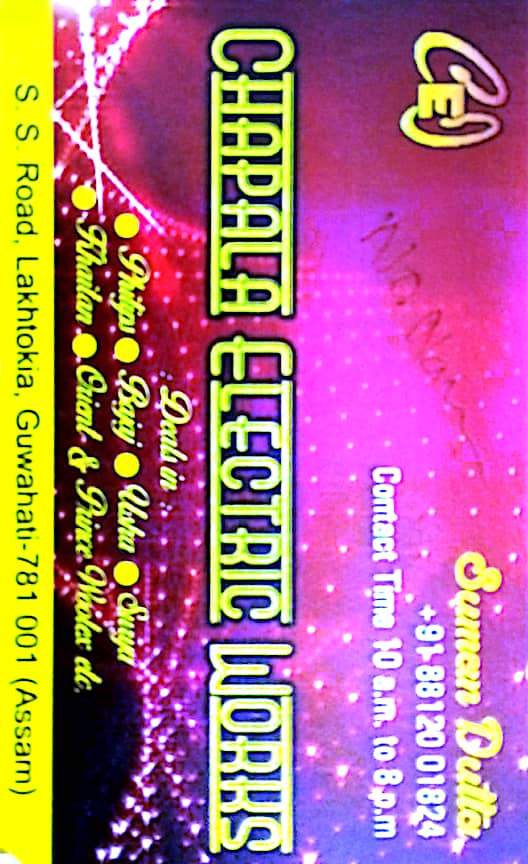 CEJ
Suman Dutta
+91-88120 01824
Contact Time 10 a.m. to 8.p.m
CHAPALA ELECTRIC WORKS
: Deals in :
Philips Bajaj Usha Surya
Khaitan Orient & Prince Woolex etc.
S. S. Road, Lakhtokia, Guwahati-781 001 (Assam)